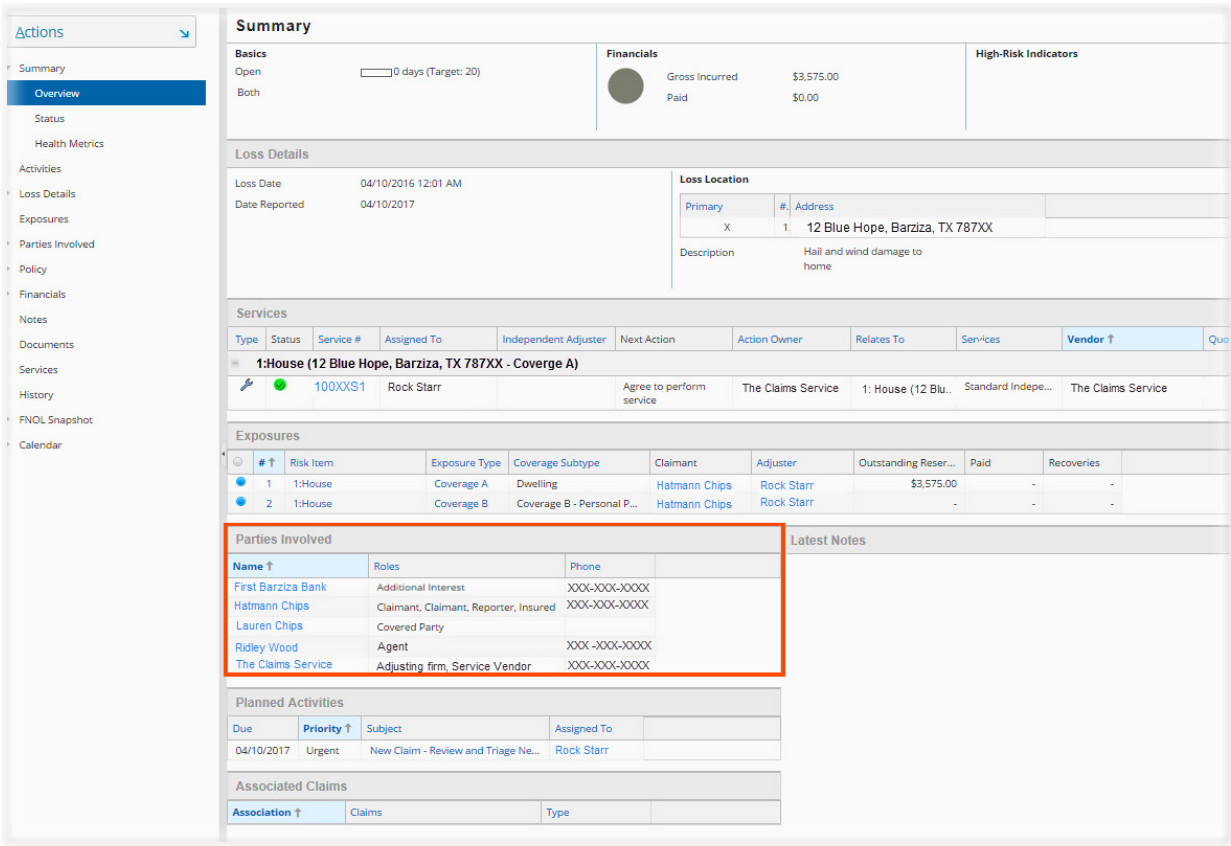 Actions
Summary
Overview
Status
Health Metrics
Activities
Loss Details
Exposures
Parties Involved
Policy
Financials
Notes
Documents
Services
History
FNOL Snapshot
Calendar
Summary
Basics
Open 0 days (Target: 20)
Both
Financials
Gross Incurred $3,575.00
Paid $0.00
High-Risk Indicators
Loss Details
Loss Date 04/10/2016 12:01 AM
Date Reported 04/10/2017
Loss Location
Primary #. Address
X 1 12 Blue Hope, Barziza, TX 787XX
Description Hail and wind damage to
home
Services
Type Status Service # Assigned To Independent Adjuster Next Action Action Owner Relates To Services Vendor ↑ Quo
1:House (12 Blue Hope, Barziza, TX 787XX - Coverge A)
100XXS1 Rock Starr Agree to perform The Claims Service 1: House (12 Blu.. Standard Indepe... The Claims Service
service
Exposures
# ↑ Risk Item Exposure Type Coverage Subtype Claimant Adjuster Outstanding Reser... Paid Recoveries
1 1:House Coverage A Dwelling Hatmann Chips Rock Starr $3,575.00 - -
2 1:House Coverage B Coverage B - Personal P... Hatmann Chips Rock Starr - - -
Parties Involved
Name ↑ Roles Phone
First Barziza Bank Additional Interest XXX-XXX-XXXX
Hatmann Chips Claimant, Claimant, Reporter, Insured XXX-XXX-XXXX
Lauren Chips Covered Party
Ridley Wood Agent XXX -XXX-XXXX
The Claims Service Adjusting firm, Service Vendor XXX-XXX-XXXX
Latest Notes
Planned Activities
Due Priority ↑ Subject Assigned To
04/10/2017 Urgent New Claim - Review and Triage Ne... Rock Starr
Associated Claims
Association ↑ Claims Type